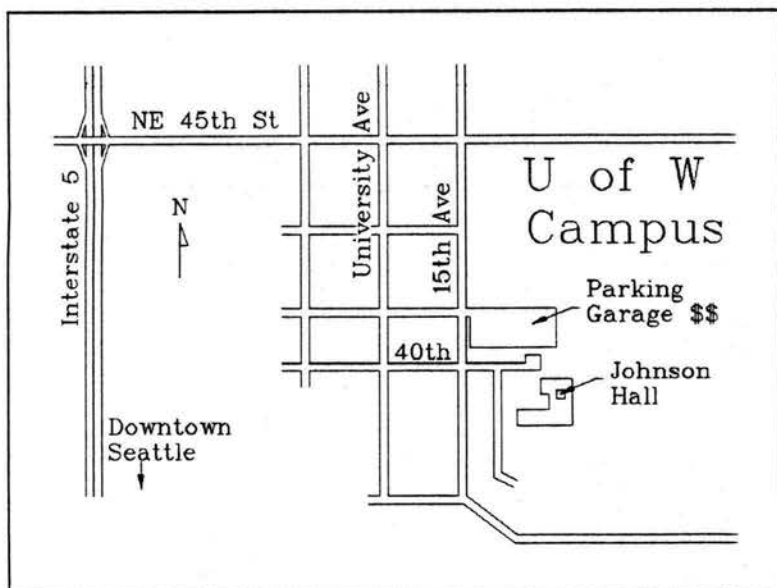 NE 45th St
University Ave
U of W
Campus
N
Interstate 5
15th Ave
Parking
Garage $$
40th
Johnson
Hall
Downtown
Seattle